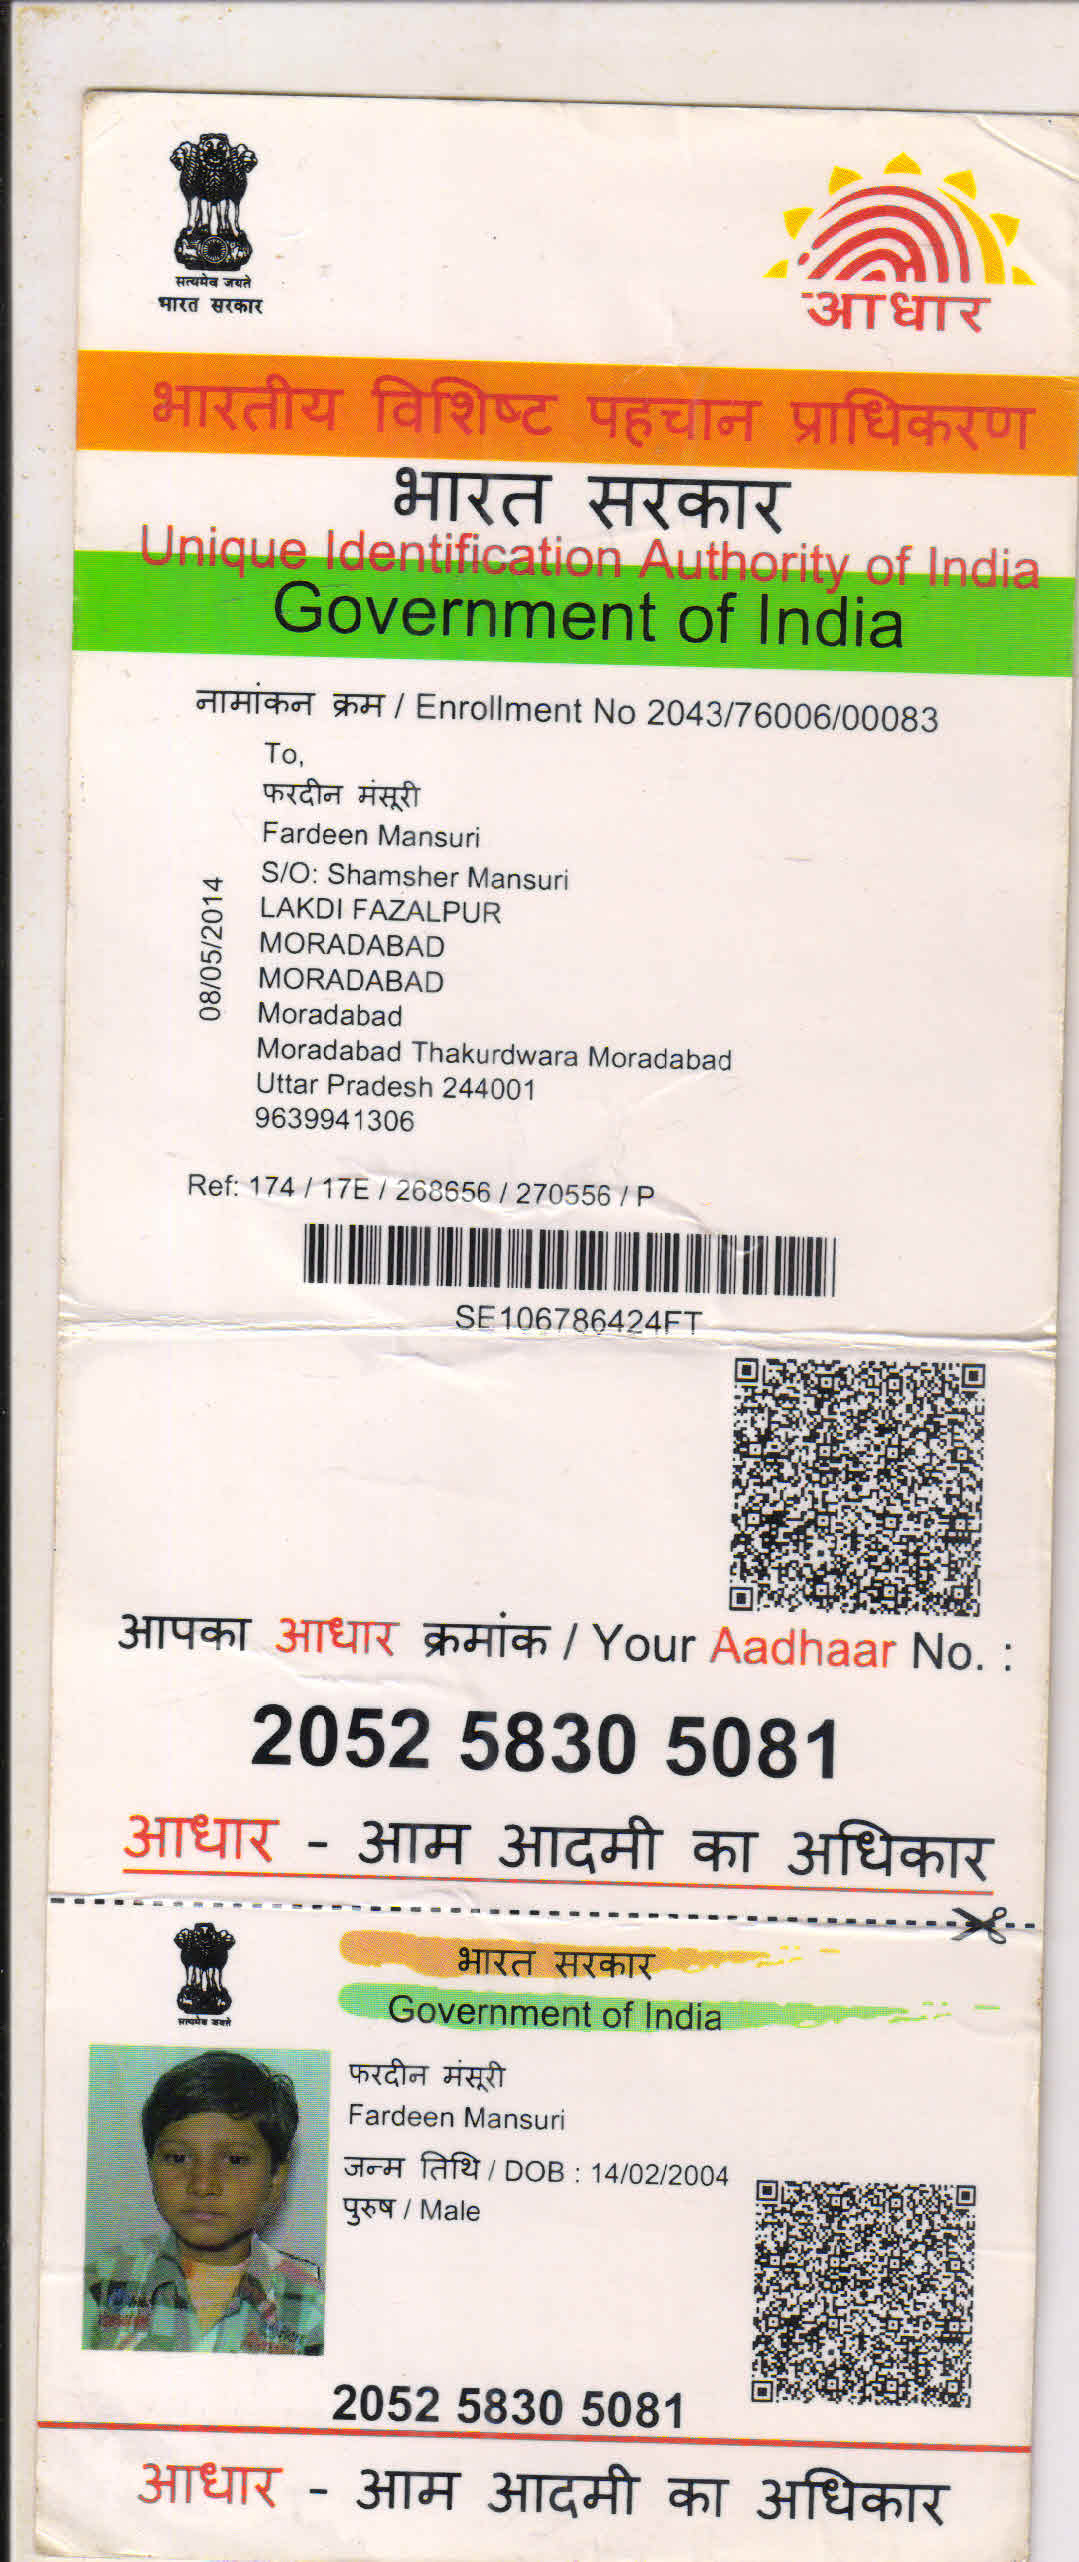 सत्यमेव जयते
भारत सरकार
आधार
भारतीय विशिष्ट पहचान प्राधिकरण
भारत सरकार
Unique Identification Authority of India
Government of India
नामांकन क्रम / Enrollment No 2043/76006/00083
To,
फरदीन मंसूरी
Fardeen Mansuri
S/O: Shamsher Mansuri
LAKDI FAZALPUR
MORADABAD
MORADABAD
Moradabad
Moradabad Thakurdwara Moradabad
Uttar Pradesh 244001
9639941306
08/05/2014
Ref: 174 / 17E / 268656 / 270556 / P
SE106786424FT
आपका आधार क्रमांक / Your Aadhaar No. :
2052 5830 5081
आधार - आम आदमी का अधिकार
सत्यमेव जयते
भारत सरकार
Government of India
फरदीन मंसूरी
Fardeen Mansuri
जन्म तिथि / DOB : 14/02/2004
पुरुष / Male
2052 5830 5081
आधार - आम आदमी का अधिकार